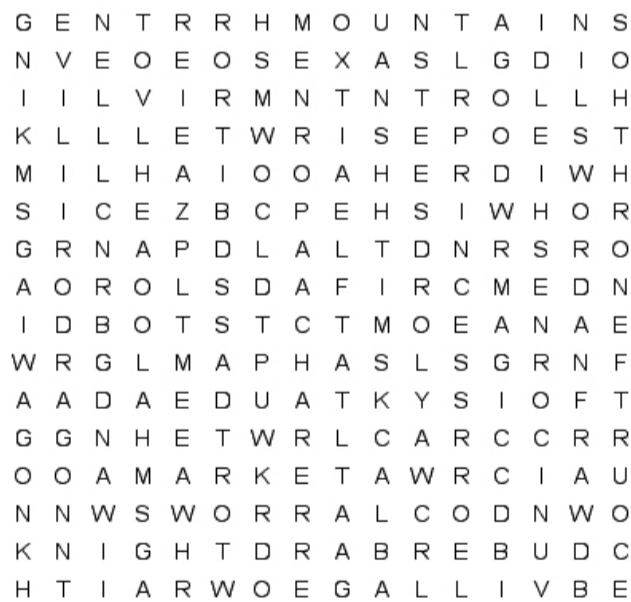 G E N T R R H M O U N T A I N S
N V E O E O S E X A S L G D I O
I I L V I R M N T N T R O L L H
K L L L E T W R I S E P O E S T
M I L H A I O O A H E R D I W H
S I C E Z B C P E H S I W H O R
G R N A P D L A L T D N R S R O
A O R O L S D A F I R C M E D N
I D B O T S T C T M O E A N A E
W R G L M A P H A S L S G R N F
A A D A E D U A T K Y S I O F T
G G N H E T W R L C A R C C R R
O O A M A R K E T A W R C I A U
N N W S W O R R A L C O D N W O
K N I G H T D R A B R E B U D C
H T I A R W O E G A L L I V B E